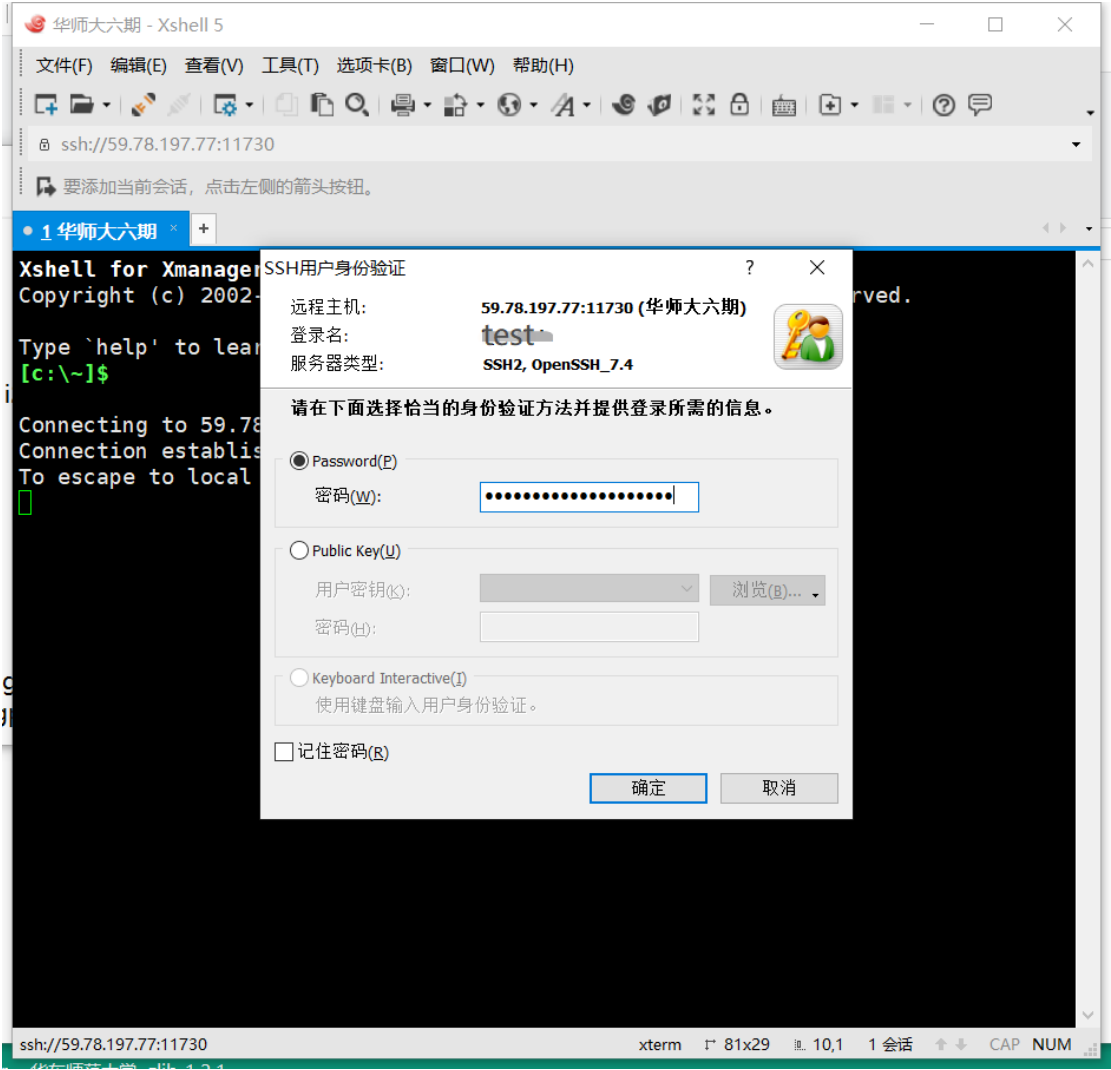 华师大六期 - Xshell 5
文件(F) 编辑(E) 查看(V) 工具(T) 选项卡(B) 窗口(W) 帮助(H)
ssh://59.78.197.77:11730
要添加当前会话，点击左侧的箭头按钮。
1 华师大六期 × +
Xshell for Xmanager
Copyright (c) 2002- rved.
Type `help' to lear
[c:\~]$
Connecting to 59.78
Connection establis
To escape to local
SSH用户身份验证 ?
远程主机: 59.78.197.77:11730 (华师大六期)
登录名: test
服务器类型: SSH2, OpenSSH_7.4
请在下面选择恰当的身份验证方法并提供登录所需的信息。
Password(P)
密码(W): ••••••••••••••••••••
Public Key(U)
用户密钥(K): 浏览(B)...
密码(H):
Keyboard Interactive(I)
使用键盘输入用户身份验证。
记住密码(R)
确定 取消
ssh://59.78.197.77:11730 xterm 81x29 10,1 1 会话 CAP NUM